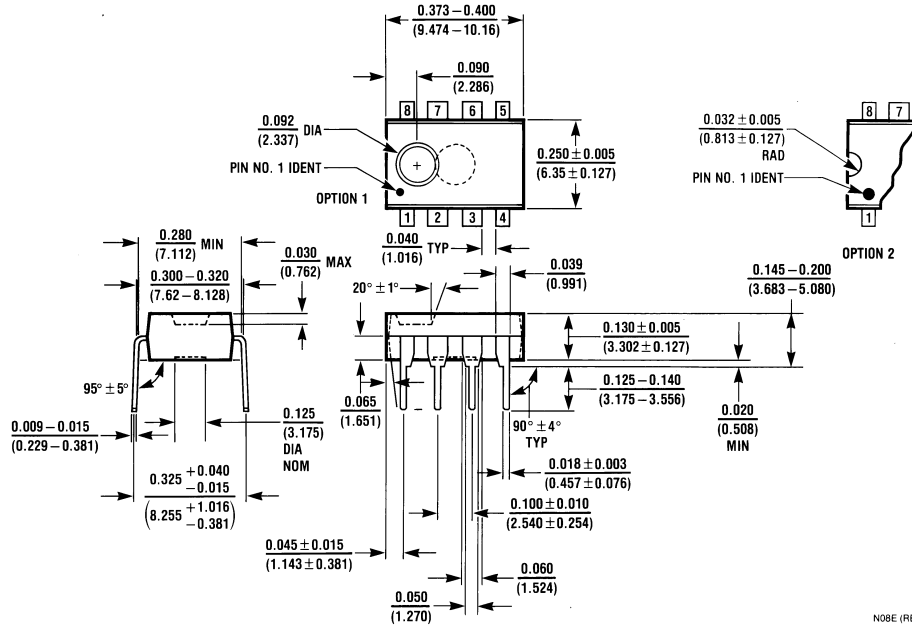 0.373 – 0.400
(9.474 – 10.16)
0.090
(2.286)
8 7 6 5
0.092 DIA
(2.337)
PIN NO. 1 IDENT
OPTION 1
0.250 ± 0.005
(6.35 ± 0.127)
1 2 3 4
0.032 ± 0.005
(0.813 ± 0.127)
RAD
PIN NO. 1 IDENT
8 7
1
OPTION 2
0.280 MIN
(7.112)
0.300 – 0.320
(7.62 – 8.128)
0.030 MAX
(0.762)
0.040 TYP
(1.016)
0.039
(0.991)
20° ± 1°
0.145 – 0.200
(3.683 – 5.080)
0.130 ± 0.005
(3.302 ± 0.127)
0.125 – 0.140
(3.175 – 3.556)
0.020
(0.508)
MIN
95° ± 5°
0.009 – 0.015
(0.229 – 0.381)
0.125
(3.175)
DIA
NOM
0.065
(1.651)
90° ± 4°
TYP
0.018 ± 0.003
(0.457 ± 0.076)
0.325 +0.040 −0.015
(8.255 +1.016 −0.381)
0.100 ± 0.010
(2.540 ± 0.254)
0.045 ± 0.015
(1.143 ± 0.381)
0.060
(1.524)
0.050
(1.270)
N08E (RE